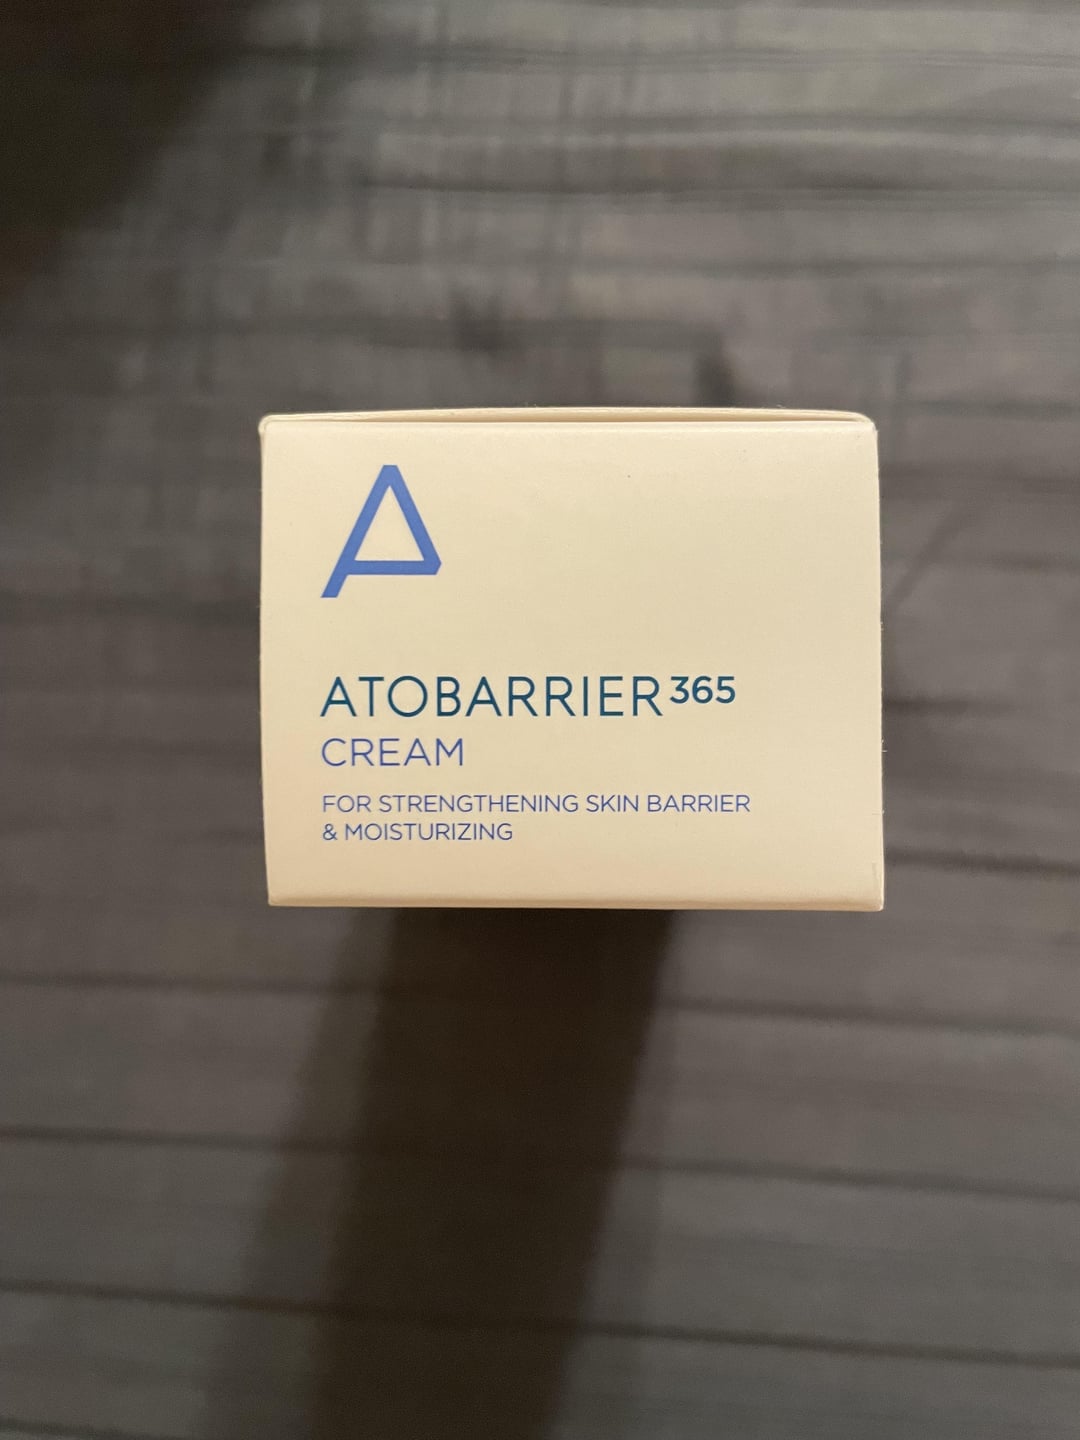 A
ATOBARRIER365
CREAM
FOR STRENGTHENING SKIN BARRIER
& MOISTURIZING